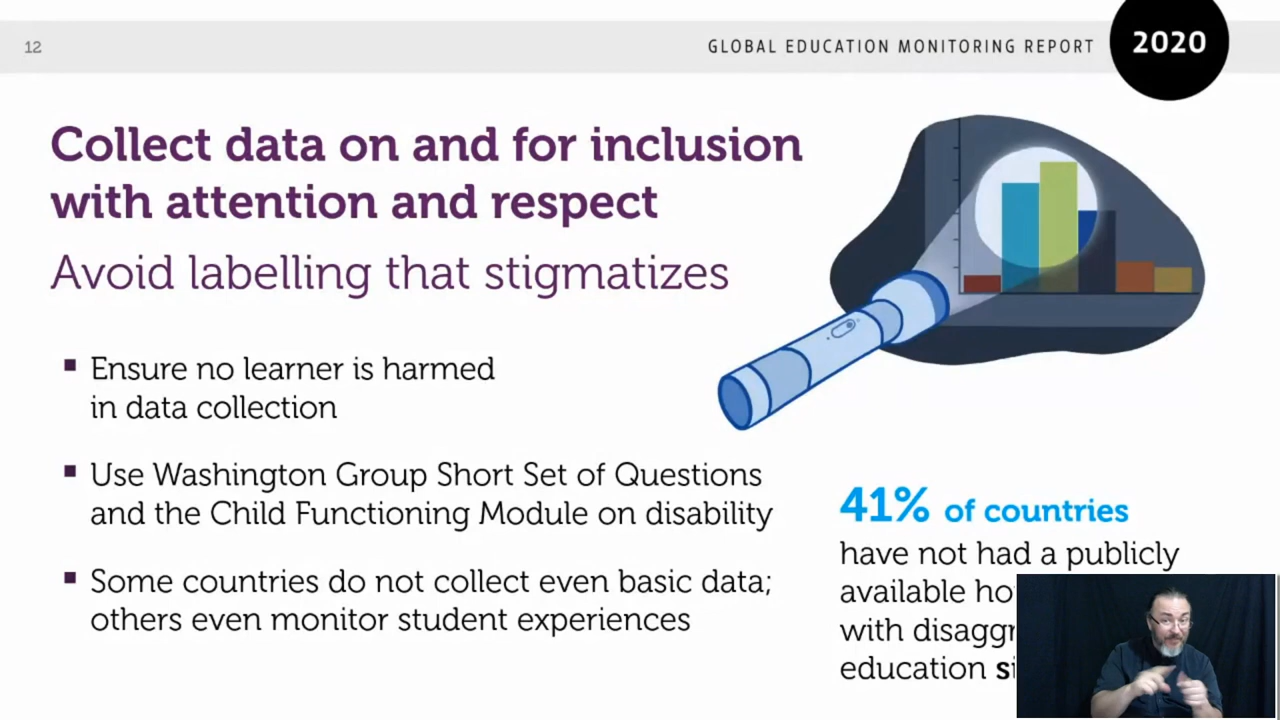 12
GLOBAL EDUCATION MONITORING REPORT
2020
Collect data on and for inclusion
with attention and respect
Avoid labelling that stigmatizes
Ensure no learner is harmed
in data collection
Use Washington Group Short Set of Questions
and the Child Functioning Module on disability
Some countries do not collect even basic data;
others even monitor student experiences
41% of countries
have not had a publicly
available
with
education